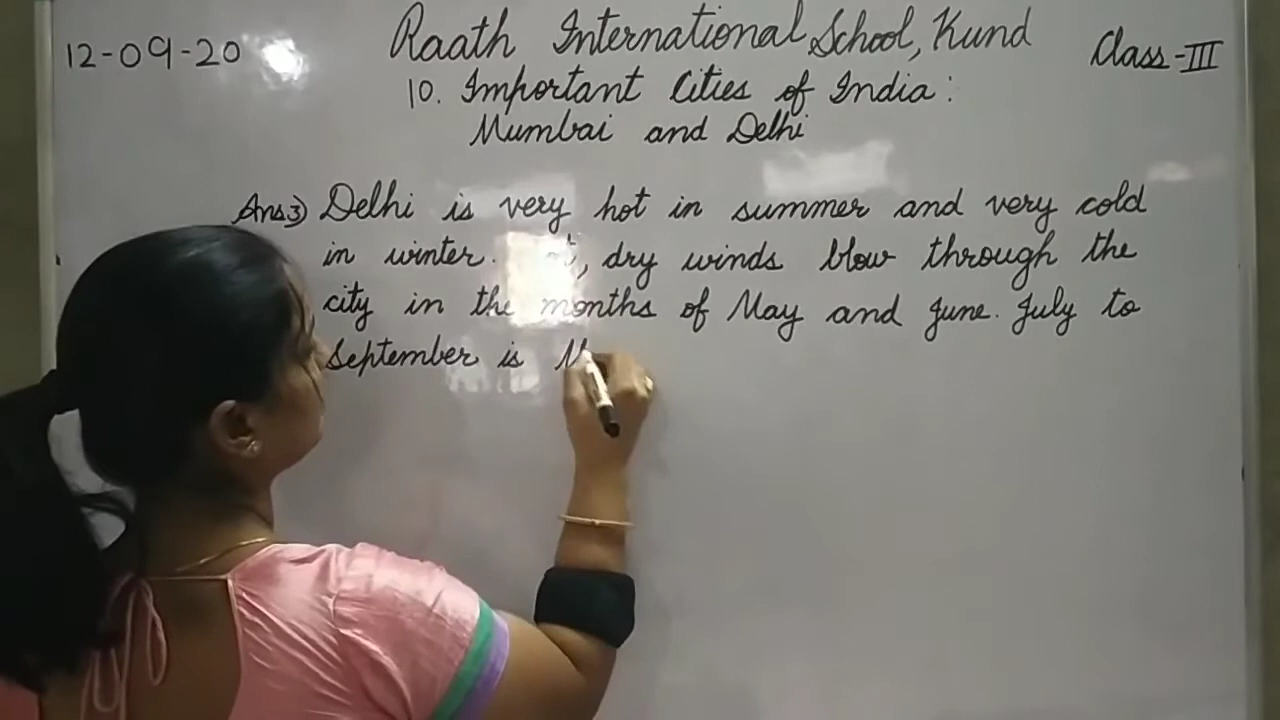 12-09-20
Raath International School, Kund
Class-III
10. Important Cities of India:
Mumbai and Delhi
Ans3) Delhi is very hot in summer and very cold
in winter. , dry winds blow through the
city in the months of May and June. July to
September is